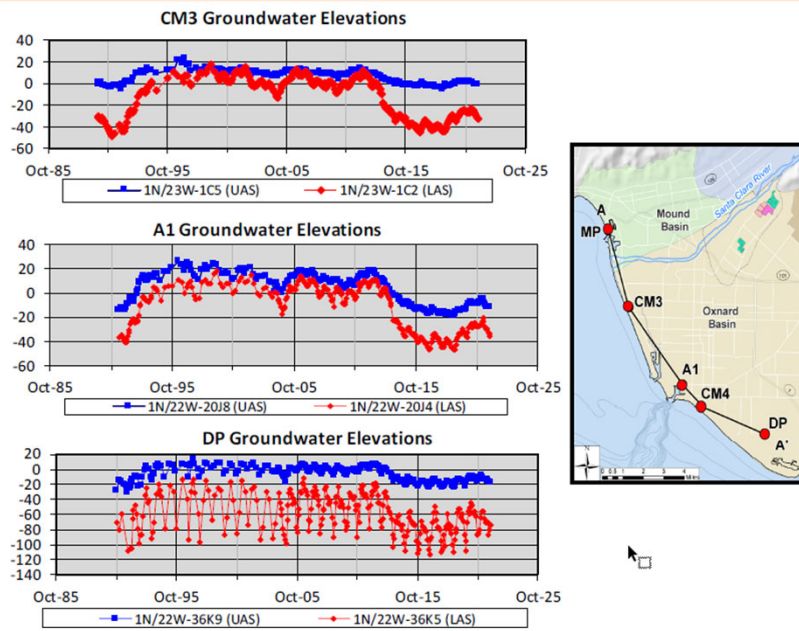 CM3 Groundwater Elevations
40
20
0
-20
-40
-60
Oct-85 Oct-95 Oct-05 Oct-15 Oct-25
1N/23W-1C5 (UAS) 1N/23W-1C2 (LAS)
A1 Groundwater Elevations
40
20
0
-20
-40
-60
Oct-85 Oct-95 Oct-05 Oct-15 Oct-25
1N/22W-20J8 (UAS) 1N/22W-20J4 (LAS)
DP Groundwater Elevations
20
0
-20
-40
-60
-80
-100
-120
-140
Oct-85 Oct-95 Oct-05 Oct-15 Oct-25
1N/22W-36K9 (UAS) 1N/22W-36K5 (LAS)
Santa Clara River
A
Mound
Basin
MP
CM3
Oxnard
Basin
A1
CM4
DP
A'
N